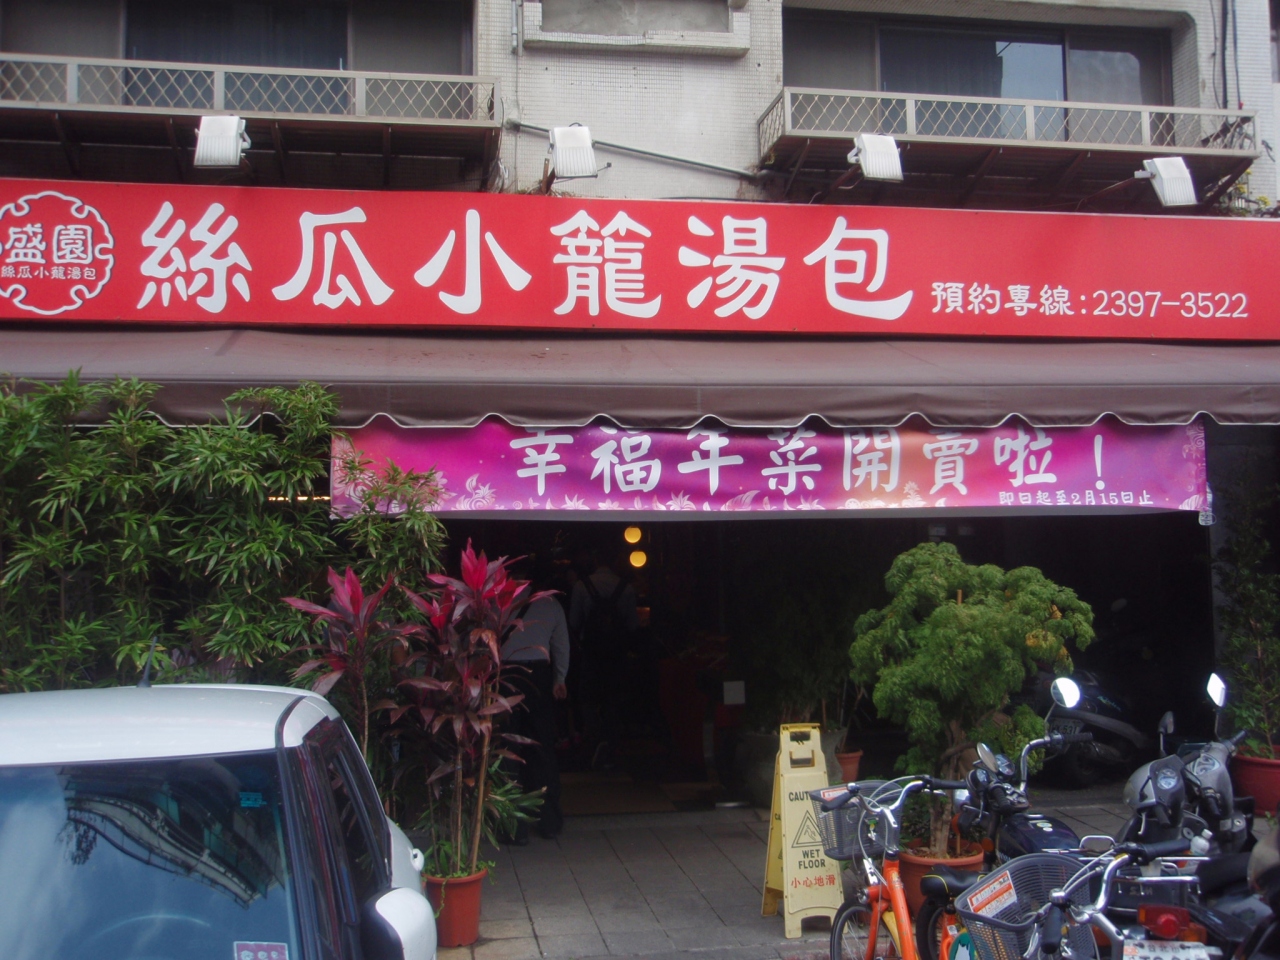 盛園
絲瓜小籠湯包
絲瓜小籠湯包
預約專線:2397-3522
幸福年菜開賣啦!
即日起至2月15日止
CAUTION
WET
FLOOR
小心地滑